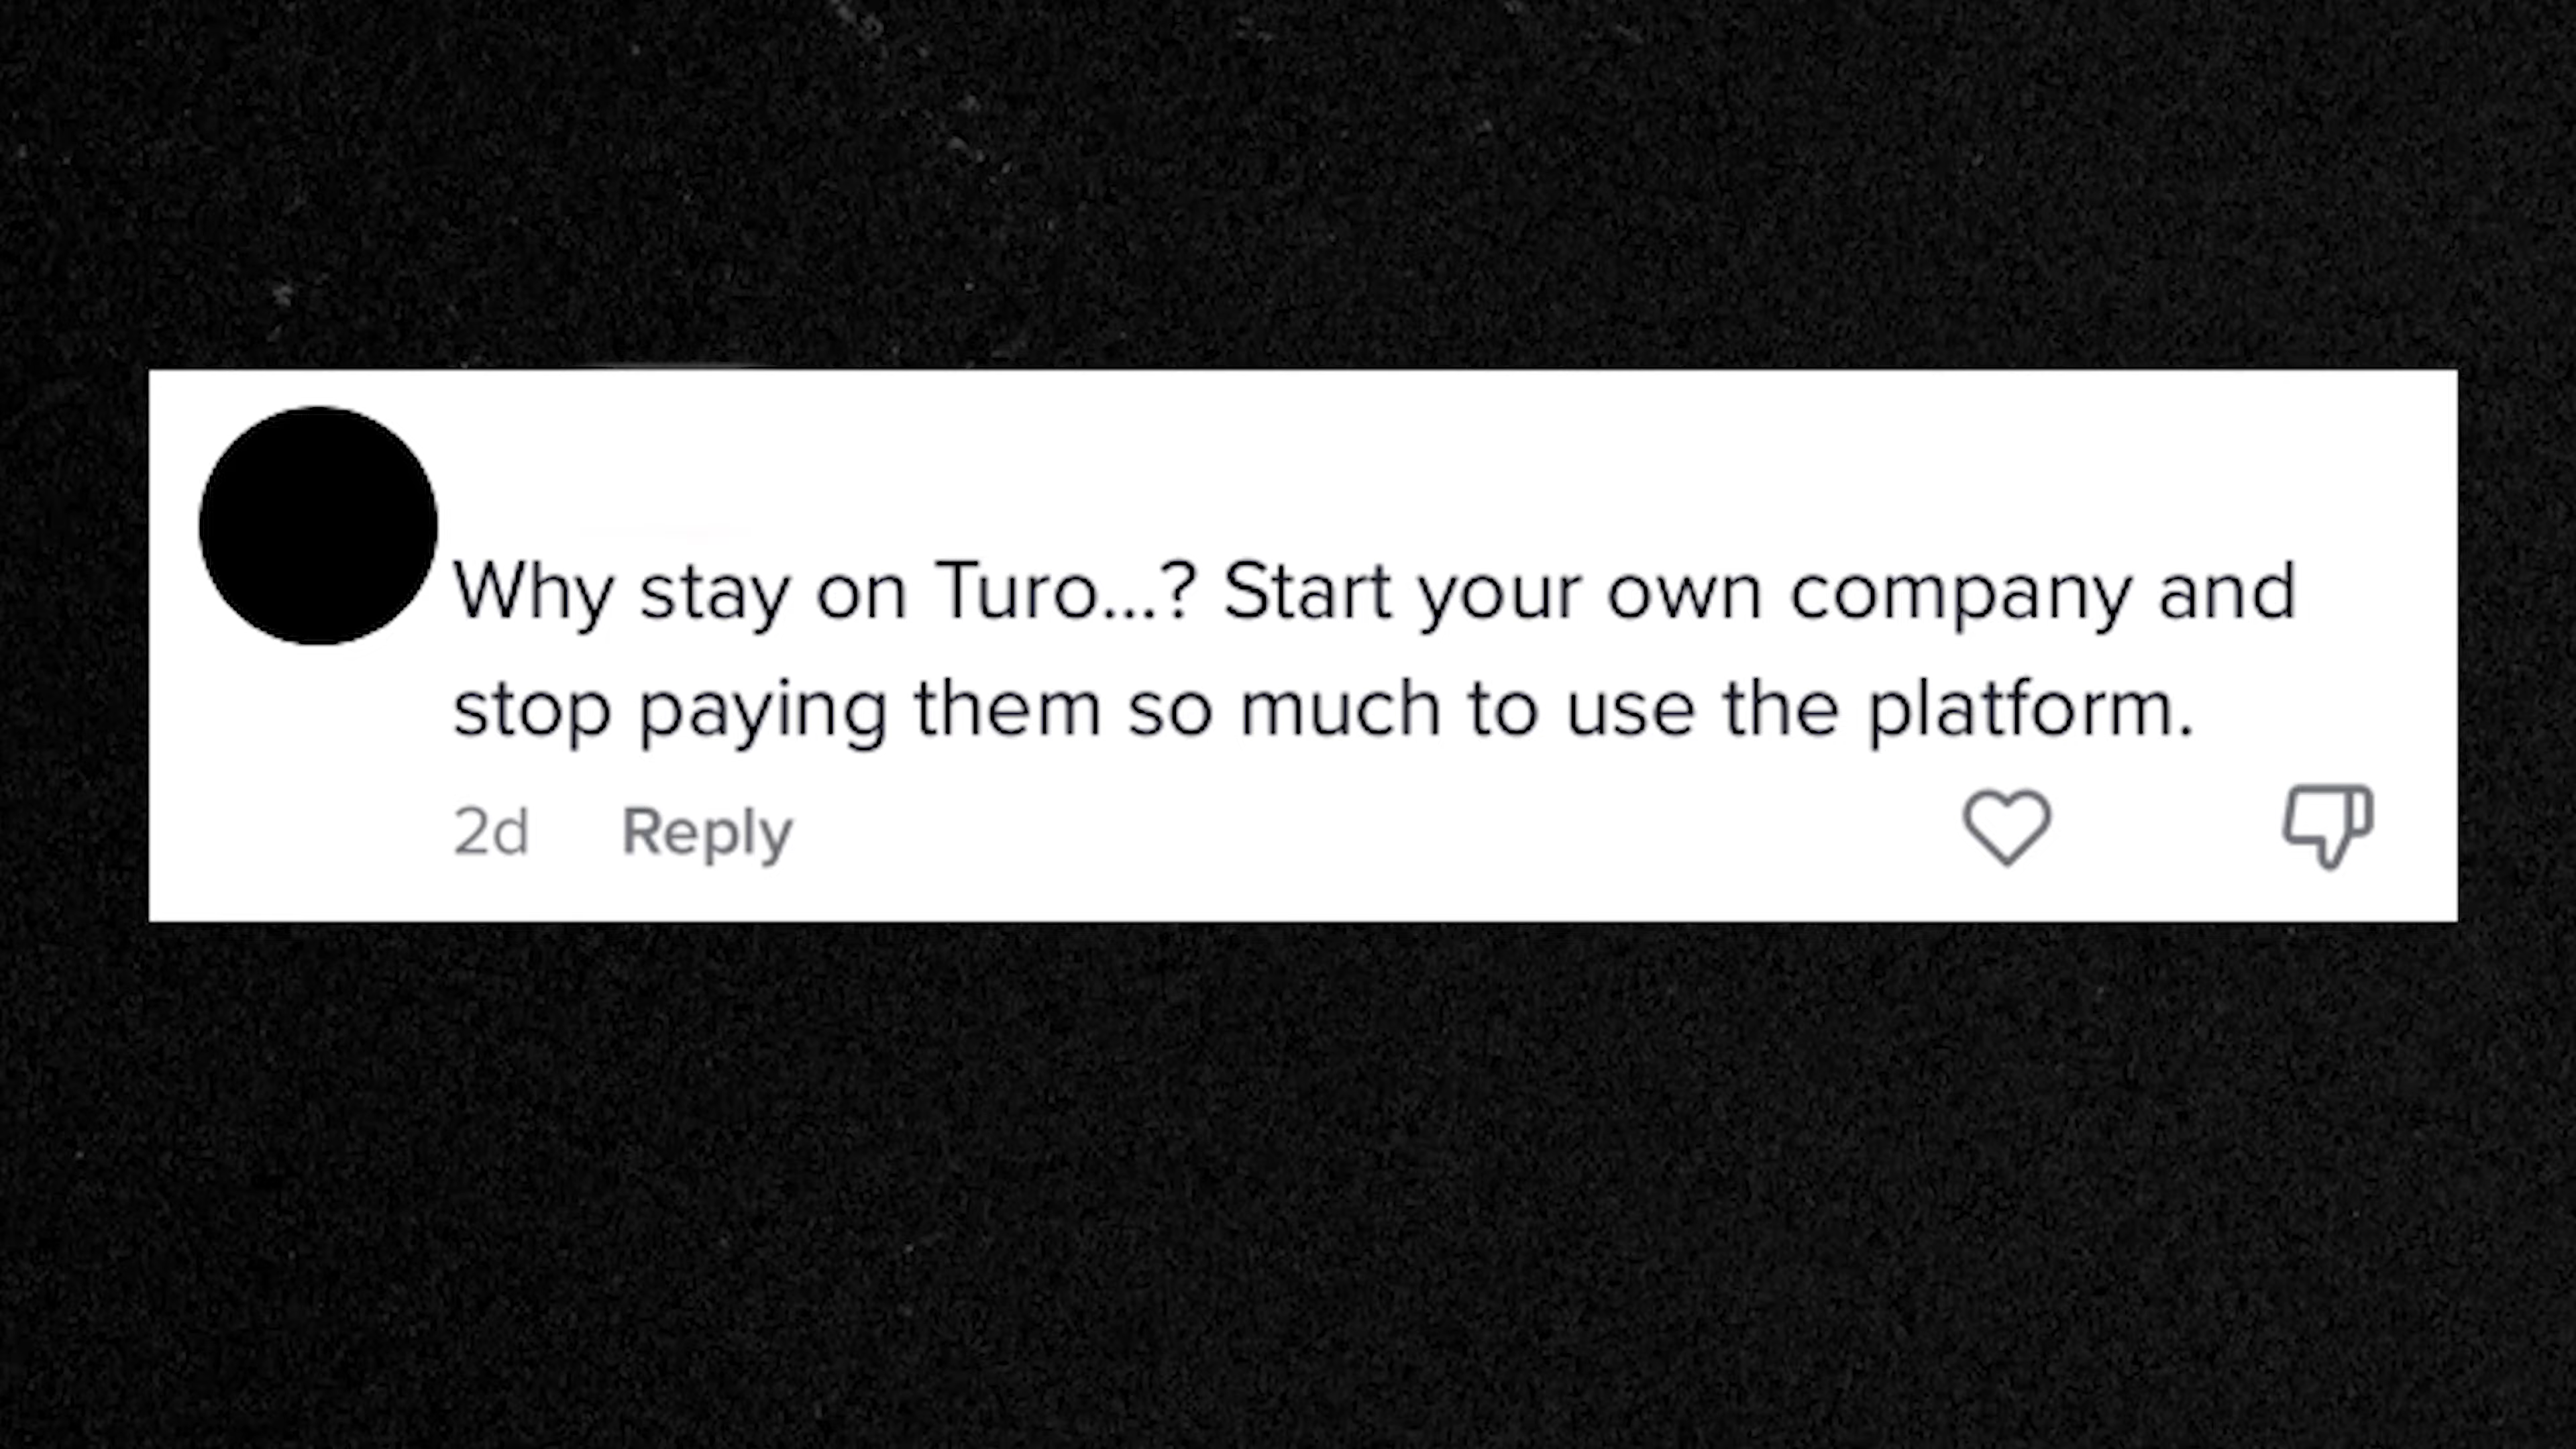 Why stay on Turo...? Start your own company and
stop paying them so much to use the platform.
2d Reply